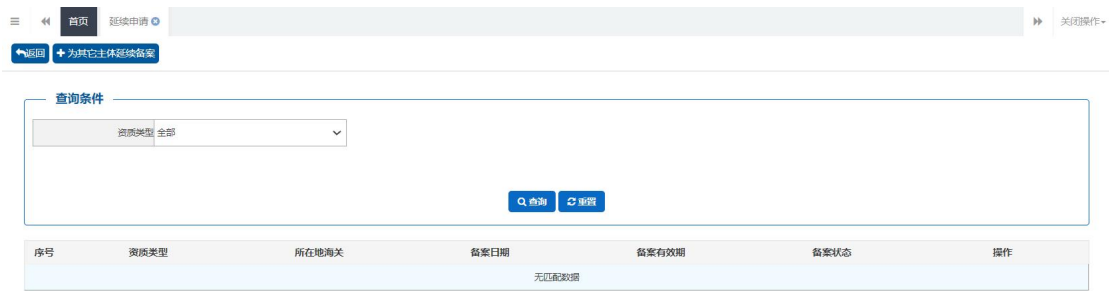 首页 延续申请 关闭操作
返回 为其它主体延续备案
查询条件
资质类型 全部
查询 重置
序号 资质类型 所在地海关 备案日期 备案有效期 备案状态 操作
无匹配数据